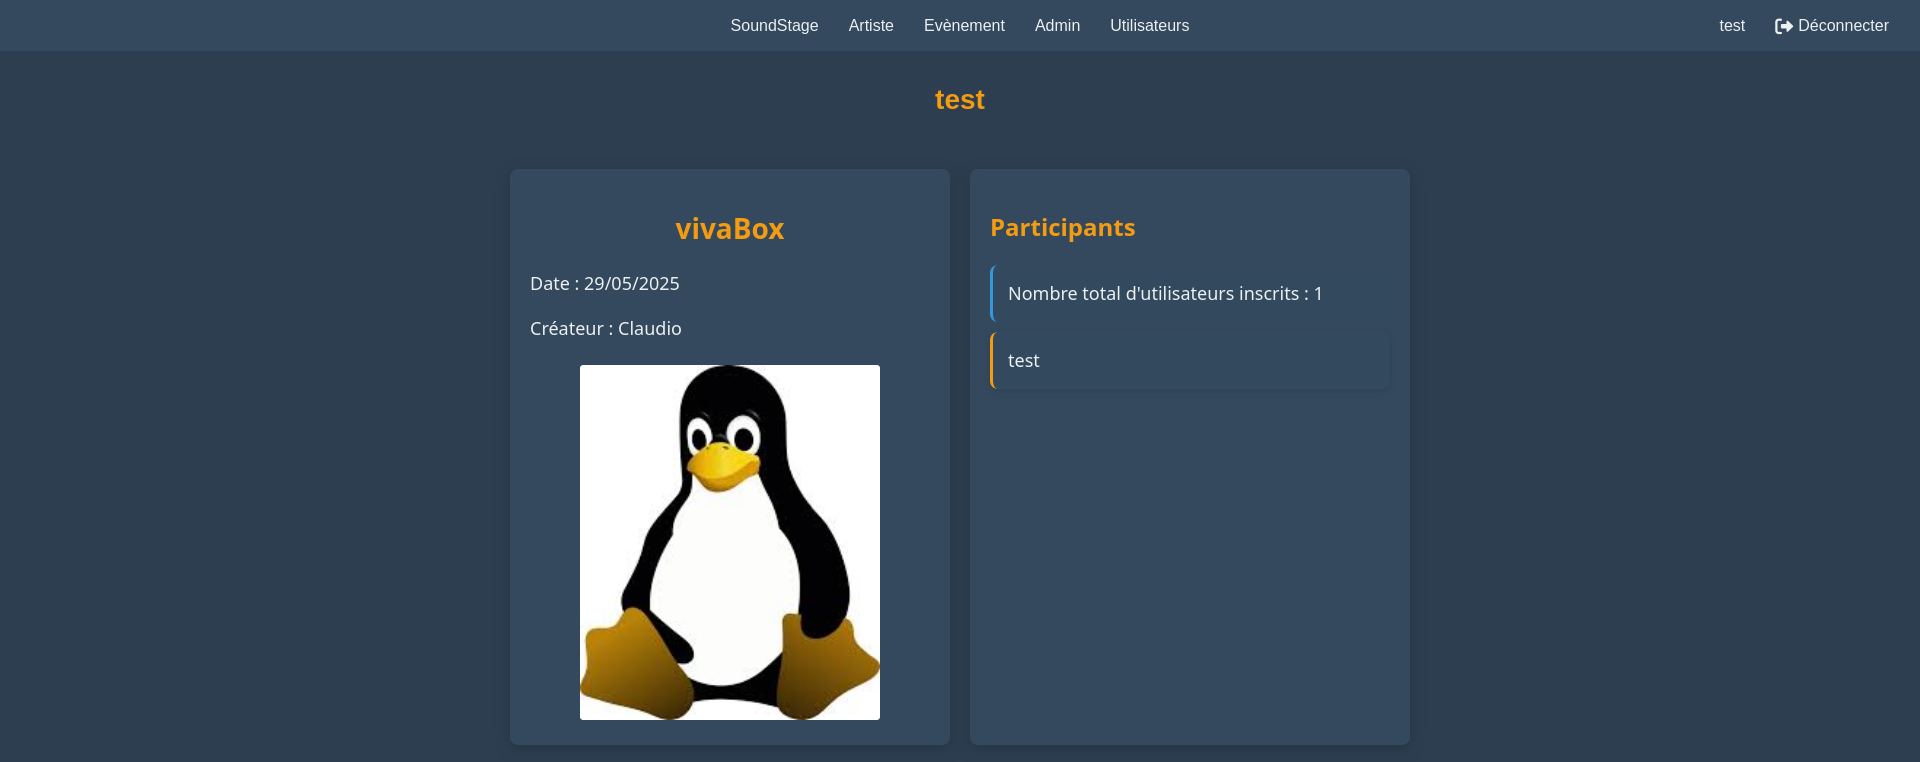 SoundStage Artiste Evènement Admin Utilisateurs test Déconnecter
test
vivaBox
Date : 29/05/2025
Créateur : Claudio
Participants
Nombre total d'utilisateurs inscrits : 1
test